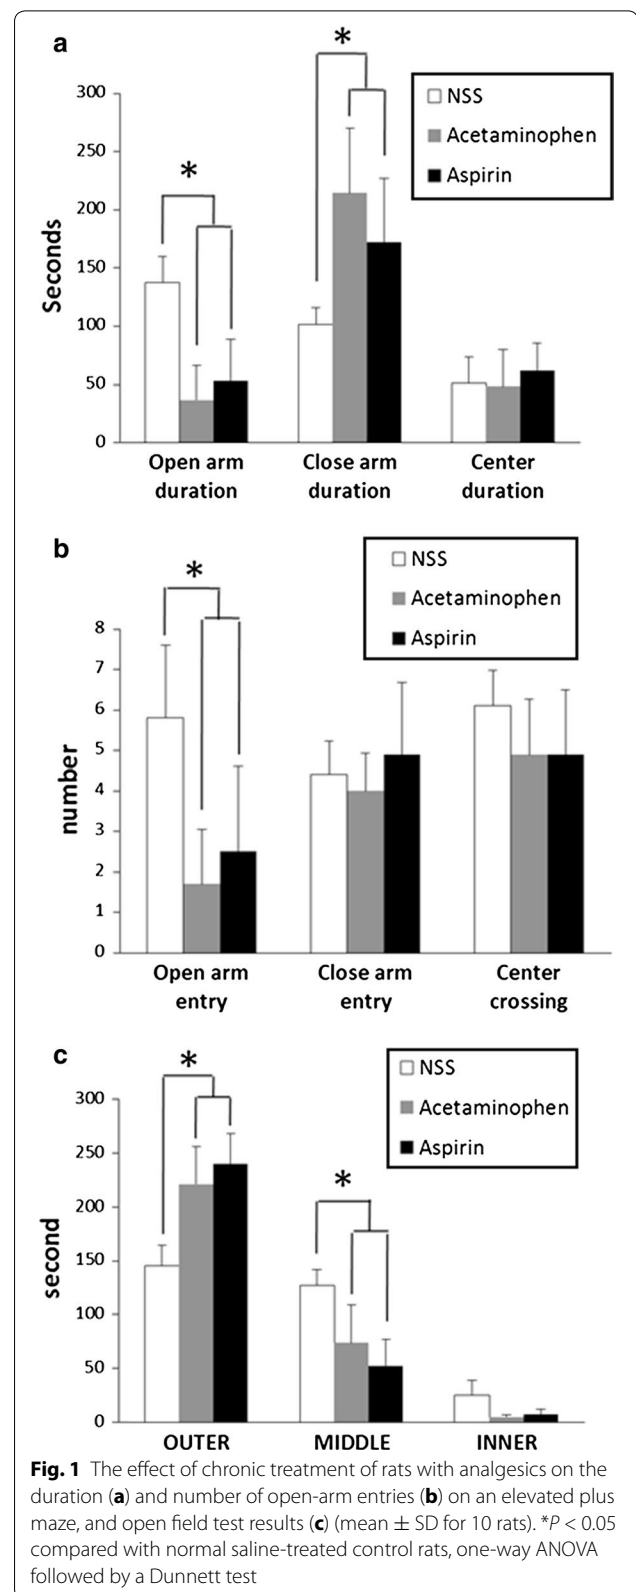 a
*
*
NSS
Acetaminophen
Aspirin
300
250
200
150
100
50
0
Seconds
Open arm duration
Close arm duration
Center duration
b
*
NSS
Acetaminophen
Aspirin
8
7
6
5
4
3
2
1
0
number
Open arm entry
Close arm entry
Center crossing
c
*
*
NSS
Acetaminophen
Aspirin
300
250
200
150
100
50
0
second
OUTER MIDDLE INNER
Fig. 1 The effect of chronic treatment of rats with analgesics on the
duration (a) and number of open-arm entries (b) on an elevated plus
maze, and open field test results (c) (mean ± SD for 10 rats). *P < 0.05
compared with normal saline-treated control rats, one-way ANOVA
followed by a Dunnett test